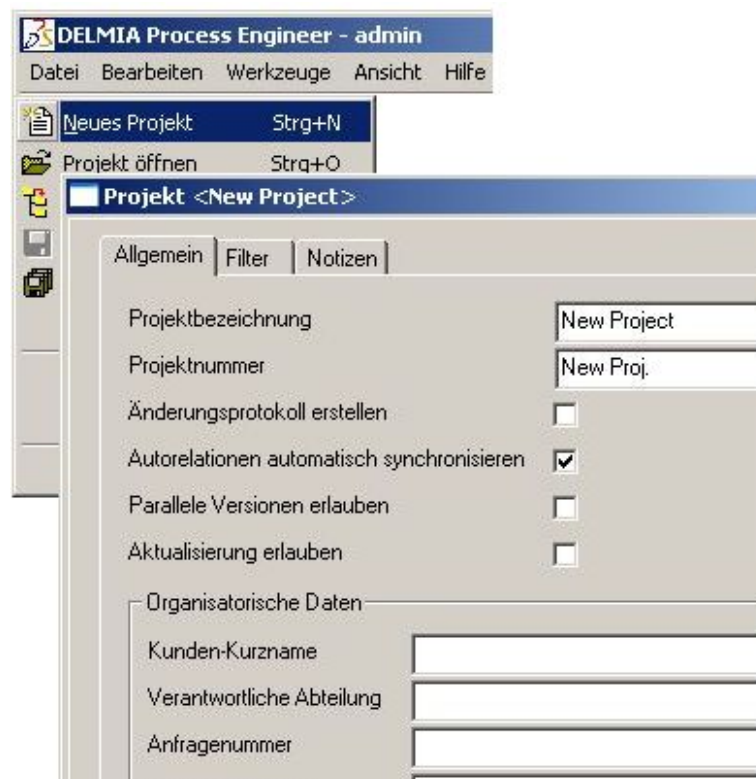 DELMIA Process Engineer - admin
Datei Bearbeiten Werkzeuge Ansicht Hilfe
Neues Projekt Strg+N
Projekt öffnen Strg+O
Projekt <New Project>
Allgemein Filter Notizen
Projektbezeichnung New Project
Projektnummer New Proj.
Änderungsprotokoll erstellen
Autorelationen automatisch synchronisieren
Parallele Versionen erlauben
Aktualisierung erlauben
Organisatorische Daten
Kunden-Kurzname
Verantwortliche Abteilung
Anfragenummer